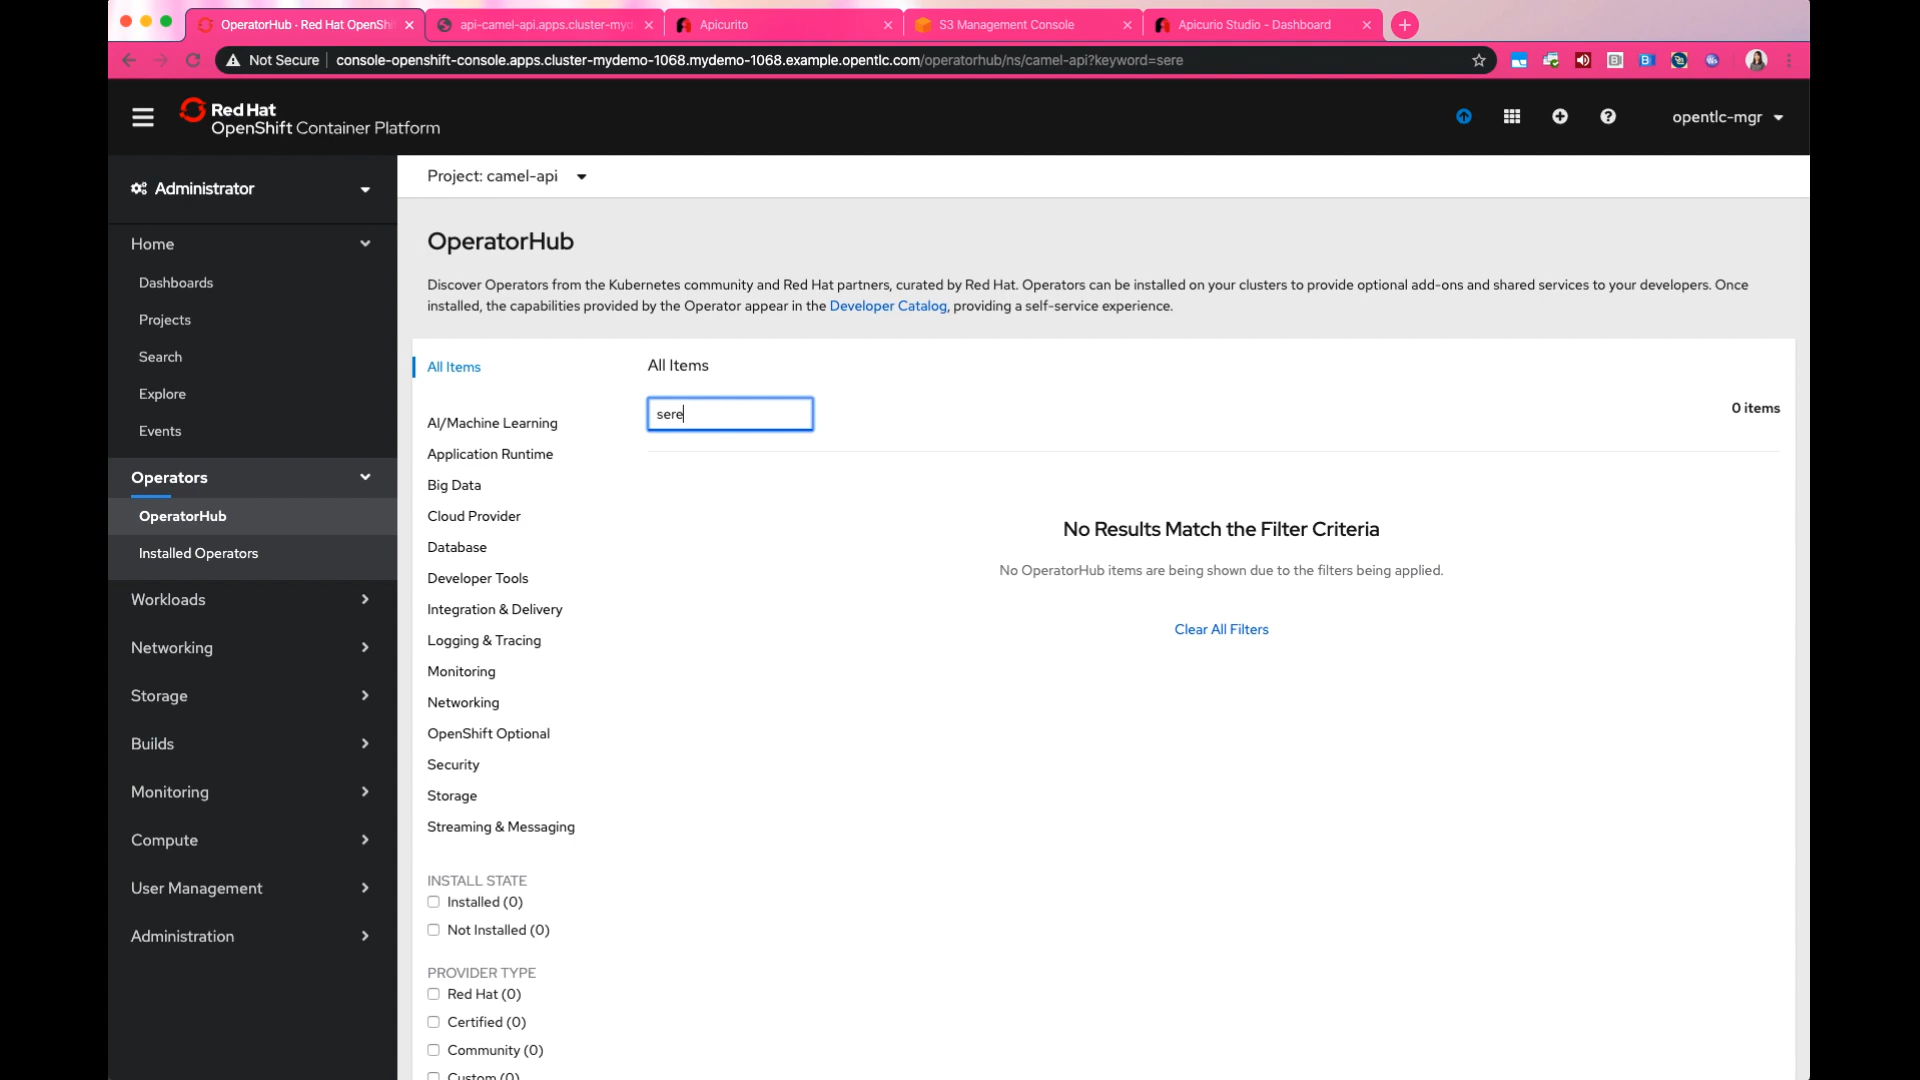 OperatorHub · Red Hat OpenShi
api-camel-api.apps.cluster-myd
Apicurito
S3 Management Console
Apicurio Studio - Dashboard
Not Secure
console-openshift-console.apps.cluster-mydemo-1068.mydemo-1068.example.opentlc.com/operatorhub/ns/camel-api?keyword=sere
Red Hat
OpenShift Container Platform
opentlc-mgr
Administrator
Home
Dashboards
Projects
Search
Explore
Events
Operators
OperatorHub
Installed Operators
Workloads
Networking
Storage
Builds
Monitoring
Compute
User Management
Administration
Project: camel-api
OperatorHub
Discover Operators from the Kubernetes community and Red Hat partners, curated by Red Hat. Operators can be installed on your clusters to provide optional add-ons and shared services to your developers. Once
installed, the capabilities provided by the Operator appear in the Developer Catalog, providing a self-service experience.
All Items
AI/Machine Learning
Application Runtime
Big Data
Cloud Provider
Database
Developer Tools
Integration & Delivery
Logging & Tracing
Monitoring
Networking
OpenShift Optional
Security
Storage
Streaming & Messaging
INSTALL STATE
Installed (0)
Not Installed (0)
PROVIDER TYPE
Red Hat (0)
Certified (0)
Community (0)
Custom (0)
All Items
sere
0 items
No Results Match the Filter Criteria
No OperatorHub items are being shown due to the filters being applied.
Clear All Filters